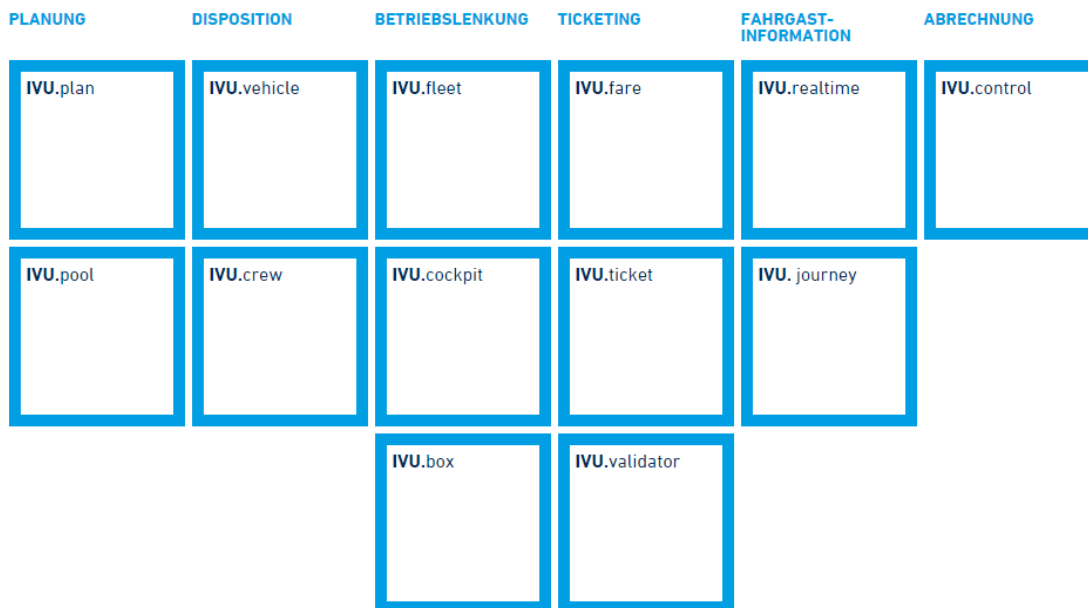 PLANUNG
DISPOSITION
BETRIEBSLENKUNG
TICKETING
FAHRGAST-
INFORMATION
ABRECHNUNG
IVU.plan
IVU.vehicle
IVU.fleet
IVU.fare
IVU.realtime
IVU.control
IVU.pool
IVU.crew
IVU.cockpit
IVU.ticket
IVU. journey
IVU.box
IVU.validator